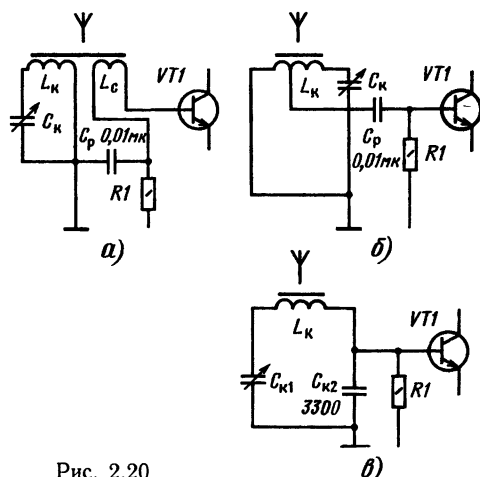 VT1
Lк
Lс
Cк
Cр 0,01мк
R1
а)
VT1
Lк
Cк
Cр
0,01мк
R1
б)
VT1
Lк
Cк1
Cк2
3300
R1
в)
Рис. 2.20